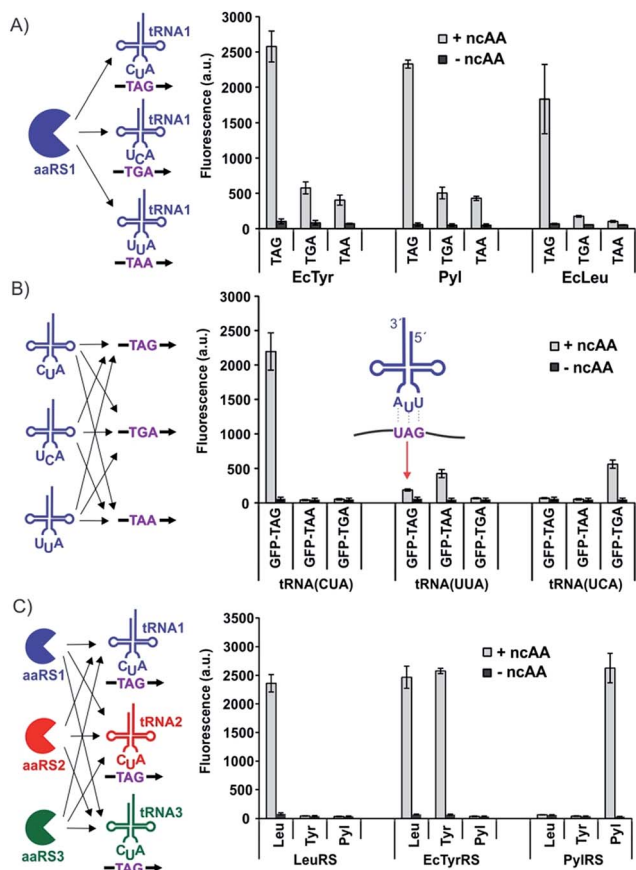 A)
tRNA1
CUA
TAG
tRNA1
UCA
TGA
aaRS1
tRNA1
UUA
TAA
Fluorescence (a.u.)
3000
2500
2000
1500
1000
500
0
+ ncAA
- ncAA
TAG TGA TAA TAG TGA TAA TAG TGA TAA
EcTyr Pyl EcLeu
B)
CUA
TAG
UCA
TGA
UUA
TAA
Fluorescence (a.u.)
3000
2500
2000
1500
1000
500
0
3´
5´
AUU
UAG
+ ncAA
- ncAA
GFP-TAG GFP-TAA GFP-TGA GFP-TAG GFP-TAA GFP-TGA GFP-TAG GFP-TAA GFP-TGA
tRNA(CUA) tRNA(UUA) tRNA(UCA)
C)
aaRS1
tRNA1
CUA
TAG
aaRS2
tRNA2
CUA
TAG
aaRS3
tRNA3
CUA
TAG
Fluorescence (a.u.)
3500
3000
2500
2000
1500
1000
500
0
+ ncAA
- ncAA
Leu Tyr Pyl Leu Tyr Pyl Leu Tyr Pyl
LeuRS EcTyrRS PylRS